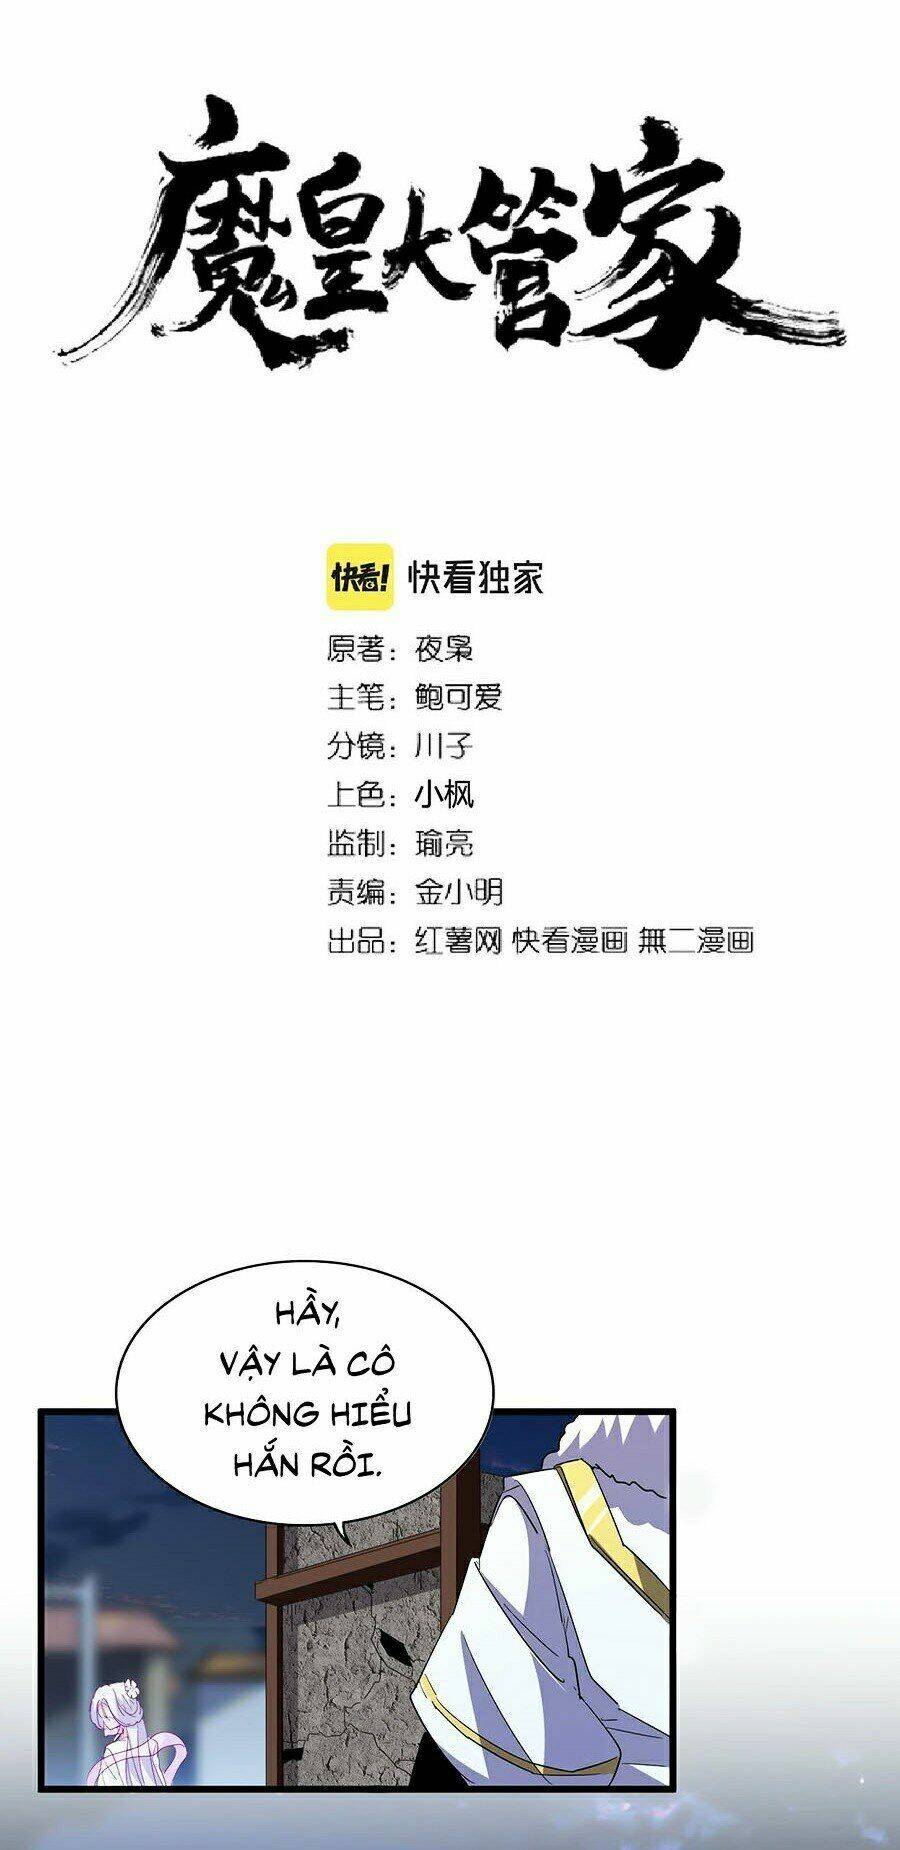 魔皇大管家
快看! 快看独家
原著：夜枭
主笔：鲍可爱
分镜：川子
上色：小枫
监制：瑜亮
责编：金小明
出品：红薯网 快看漫画 無二漫画
HẦY,
VẬY LÀ CÔ
KHÔNG HIỂU
HẮN RỒI.